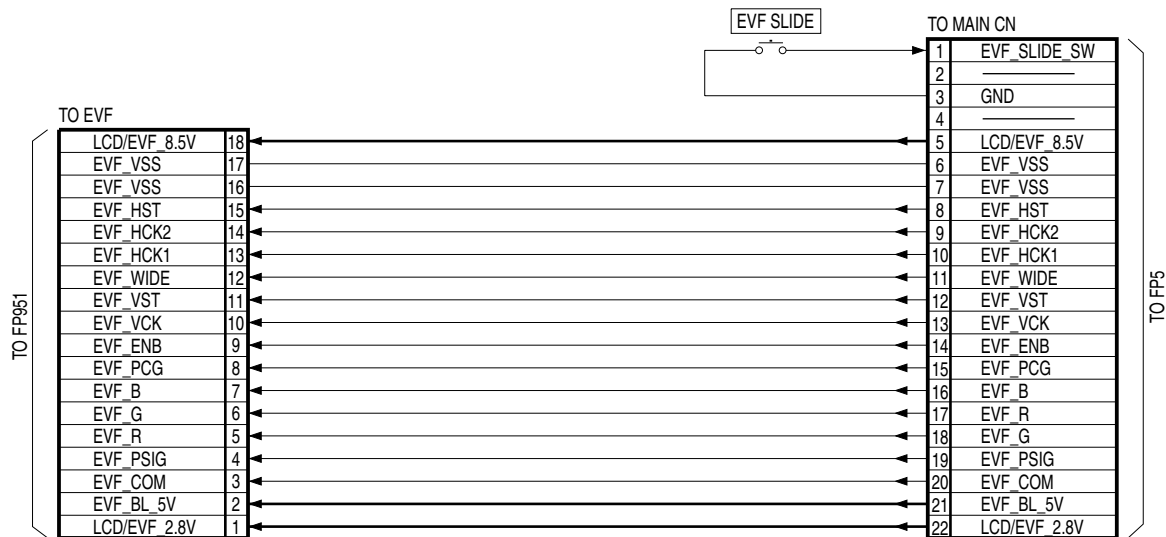 EVF SLIDE
TO MAIN CN
1 EVF_SLIDE_SW
2
3 GND
4
TO EVF
LCD/EVF_8.5V 18 5 LCD/EVF_8.5V
EVF_VSS 17 6 EVF_VSS
EVF_VSS 16 7 EVF_VSS
EVF_HST 15 8 EVF_HST
EVF_HCK2 14 9 EVF_HCK2
EVF_HCK1 13 10 EVF_HCK1
EVF_WIDE 12 11 EVF_WIDE
EVF_VST 11 12 EVF_VST
EVF_VCK 10 13 EVF_VCK
EVF_ENB 9 14 EVF_ENB
EVF_PCG 8 15 EVF_PCG
EVF_B 7 16 EVF_B
EVF_G 6 17 EVF_R
EVF_R 5 18 EVF_G
EVF_PSIG 4 19 EVF_PSIG
EVF_COM 3 20 EVF_COM
EVF_BL_5V 2 21 EVF_BL_5V
LCD/EVF_2.8V 1 22 LCD/EVF_2.8V
TO FP951
TO FP5